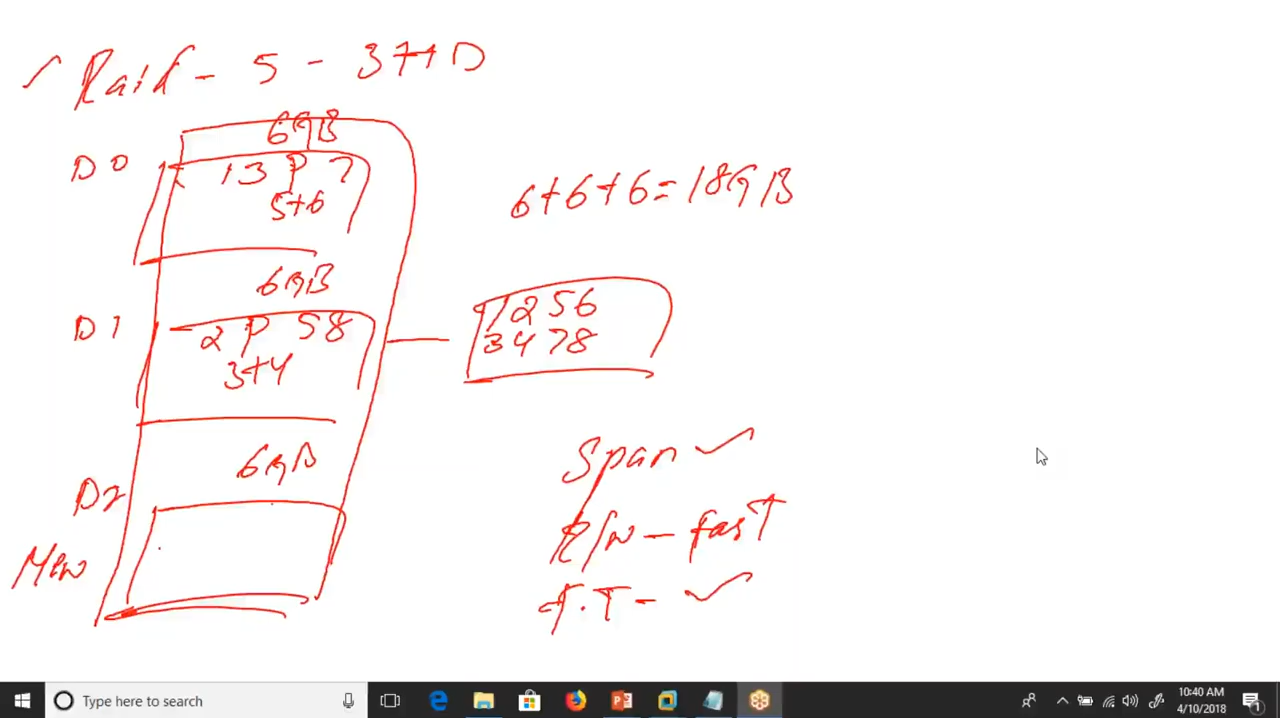 ✓ Raid - 5 - 3 HDD
6GB
D0 1 3 P 7
5+6
6+6+6=18GB
6GB
D1 2 P 5 8
3+4
1 2 5 6
3 4 7 8
6GB
D2
New
Span ✓
R/W - fast
F.T - ✓
Type here to search
10:40 AM
4/10/2018
1